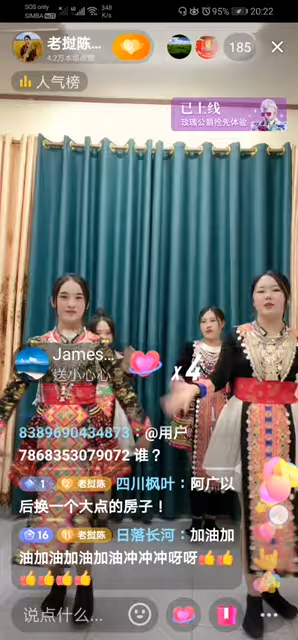 SOS only
SIMBA
348
K/s
95%
20:22
老挝陈...
4.2万本场点赞
185
人气榜
已上线
玫瑰公爵抢先体验
James...
送小心心
x4
8389690434873：@用户
7868353079072 谁？
1 老挝陈 四川枫叶：阿广以
后换一个大点的房子！
16 老挝陈 日落长河：加油加
油加油加油加油冲冲冲呀呀👍👍
👍👍👍👍
说点什么...